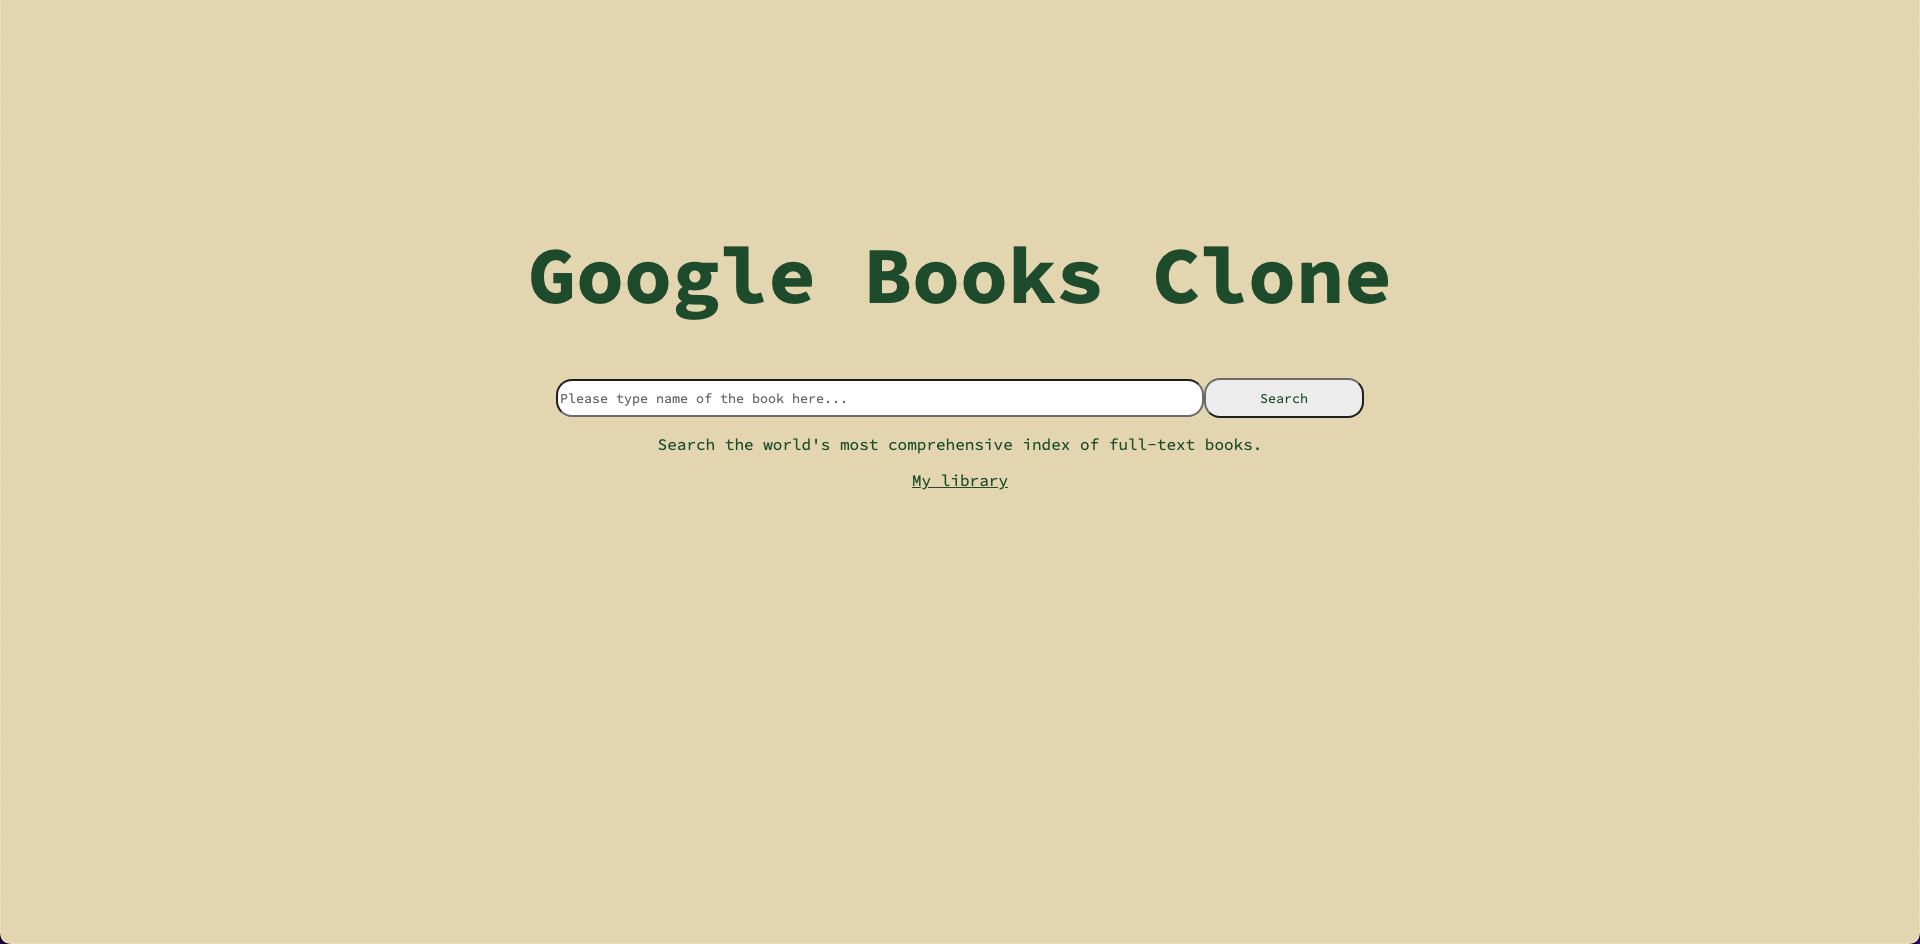 Google Books Clone
Please type name of the book here...
Search
Search the world's most comprehensive index of full-text books.
My library